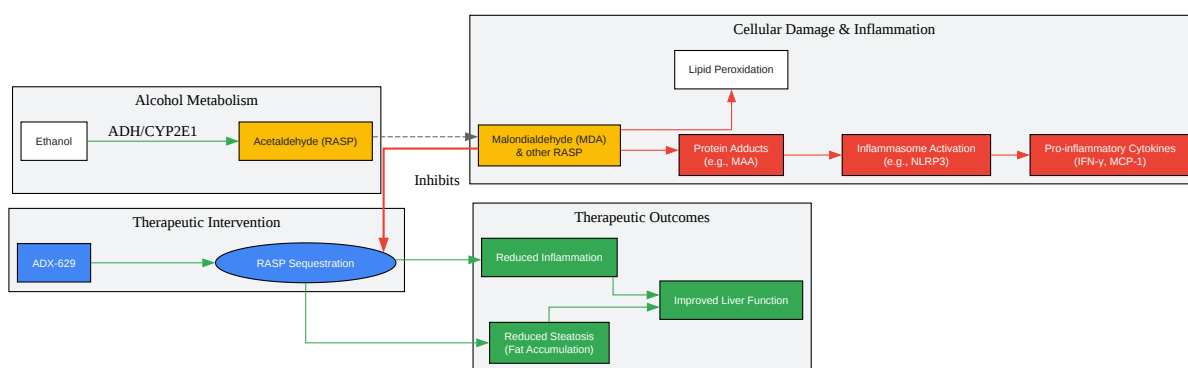 Cellular Damage & Inflammation
Lipid Peroxidation
Alcohol Metabolism
Ethanol
ADH/CYP2E1
Acetaldehyde (RASP)
Malondialdehyde (MDA)
& other RASP
Protein Adducts
(e.g., MAA)
Inflammasome Activation
(e.g., NLRP3)
Pro-inflammatory Cytokines
(IFN-γ, MCP-1)
Inhibits
Therapeutic Intervention
ADX-629
RASP Sequestration
Therapeutic Outcomes
Reduced Inflammation
Improved Liver Function
Reduced Steatosis
(Fat Accumulation)